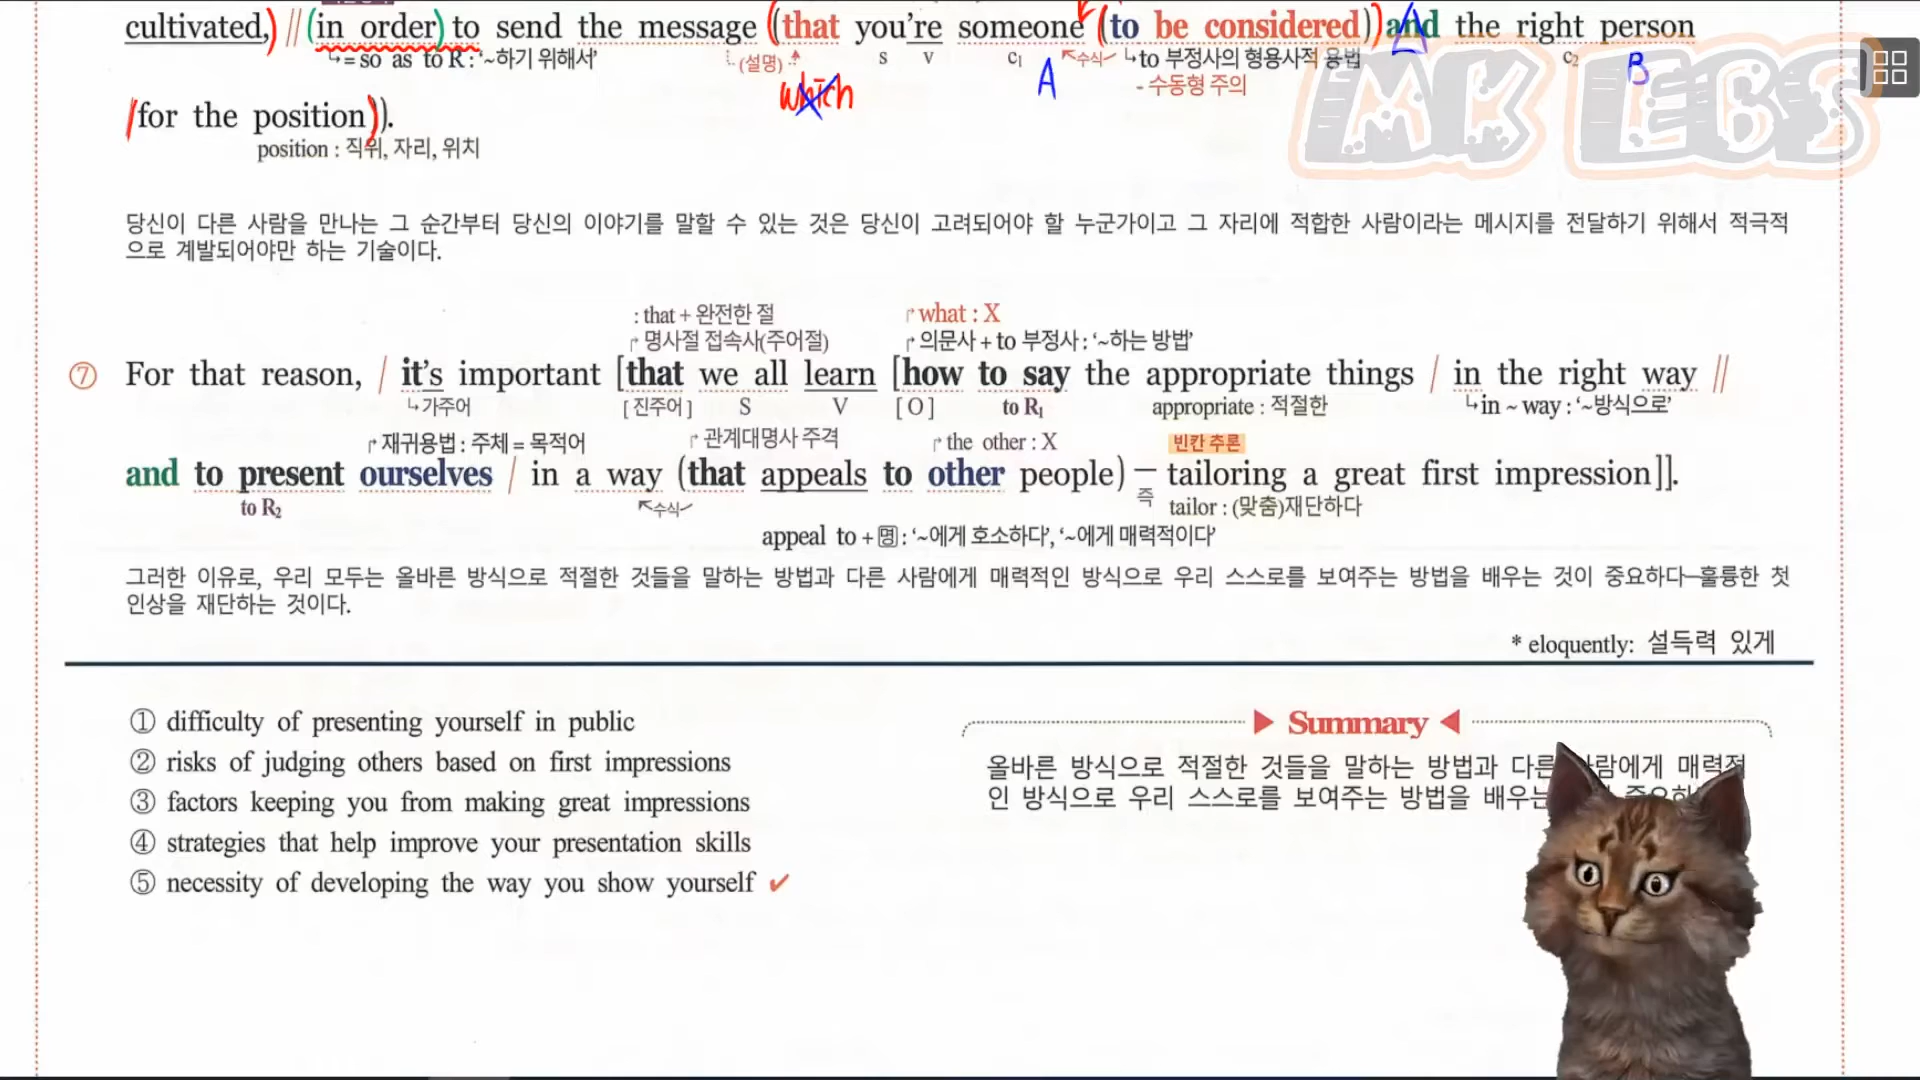 cultivated,) // (in order) to send the message ((that you're someone (to be considered)) and the right person
↳= so as to R : '~하기 위해서' (설명) S V C₁ A ↖수식 ↳to 부정사의 형용사적 용법 C₂ B
which - 수동형 주의
MK EBS
/for the position)).
position : 직위, 자리, 위치
당신이 다른 사람을 만나는 그 순간부터 당신의 이야기를 말할 수 있는 것은 당신이 고려되어야 할 누군가이고 그 자리에 적합한 사람이라는 메시지를 전달하기 위해서 적극적
으로 계발되어야만 하는 기술이다.
: that + 완전한 절 ┌what : X
┌명사절 접속사(주어절) ┌의문사 + to 부정사 : '~하는 방법'
⑦ For that reason, / it's important [that we all learn [how to say the appropriate things / in the right way //
↳가주어 [진주어] S V [O] to R₁ appropriate : 적절한 ↳in ~ way : '~방식으로'
┌재귀용법 : 주체 = 목적어 ┌관계대명사 주격 ┌the other : X 빈칸 추론
and to present ourselves / in a way (that appeals to other people) — tailoring a great first impression]].
to R₂ ↖수식 즉 tailor : (맞춤)재단하다
appeal to + 명 : '~에게 호소하다', '~에게 매력적이다'
그러한 이유로, 우리 모두는 올바른 방식으로 적절한 것들을 말하는 방법과 다른 사람에게 매력적인 방식으로 우리 스스로를 보여주는 방법을 배우는 것이 중요하다—훌륭한 첫
인상을 재단하는 것이다.
* eloquently: 설득력 있게
① difficulty of presenting yourself in public
② risks of judging others based on first impressions
③ factors keeping you from making great impressions
④ strategies that help improve your presentation skills
⑤ necessity of developing the way you show yourself ✔
▶ Summary ◀
올바른 방식으로 적절한 것들을 말하는 방법과 다른 사람에게 매력적
인 방식으로 우리 스스로를 보여주는 방법을 배우는